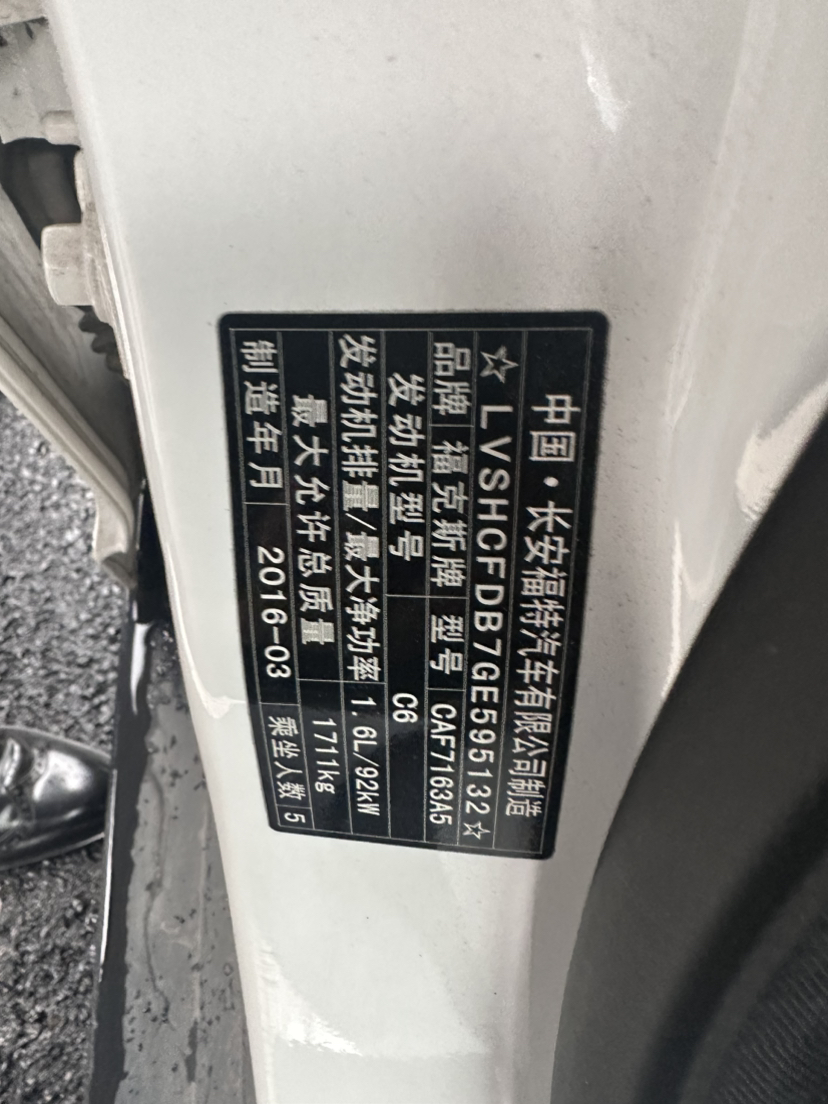 中国·长安福特汽车有限公司制造
☆LVSHCFDB7GE595132☆
品牌 福克斯牌 型号 CAF7163A5
发动机型号 C6
发动机排量/最大净功率 1.6L/92kW
最大允许总质量 1711kg
制造年月 2016-03 乘坐人数 5